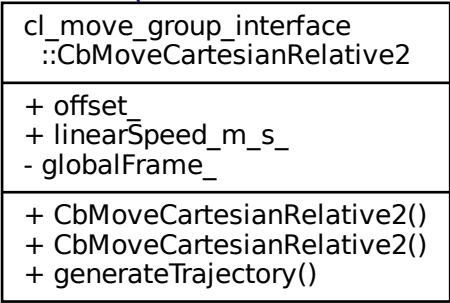 cl_move_group_interface
::CbMoveCartesianRelative2
+ offset_
+ linearSpeed_m_s_
- globalFrame_
+ CbMoveCartesianRelative2()
+ CbMoveCartesianRelative2()
+ generateTrajectory()